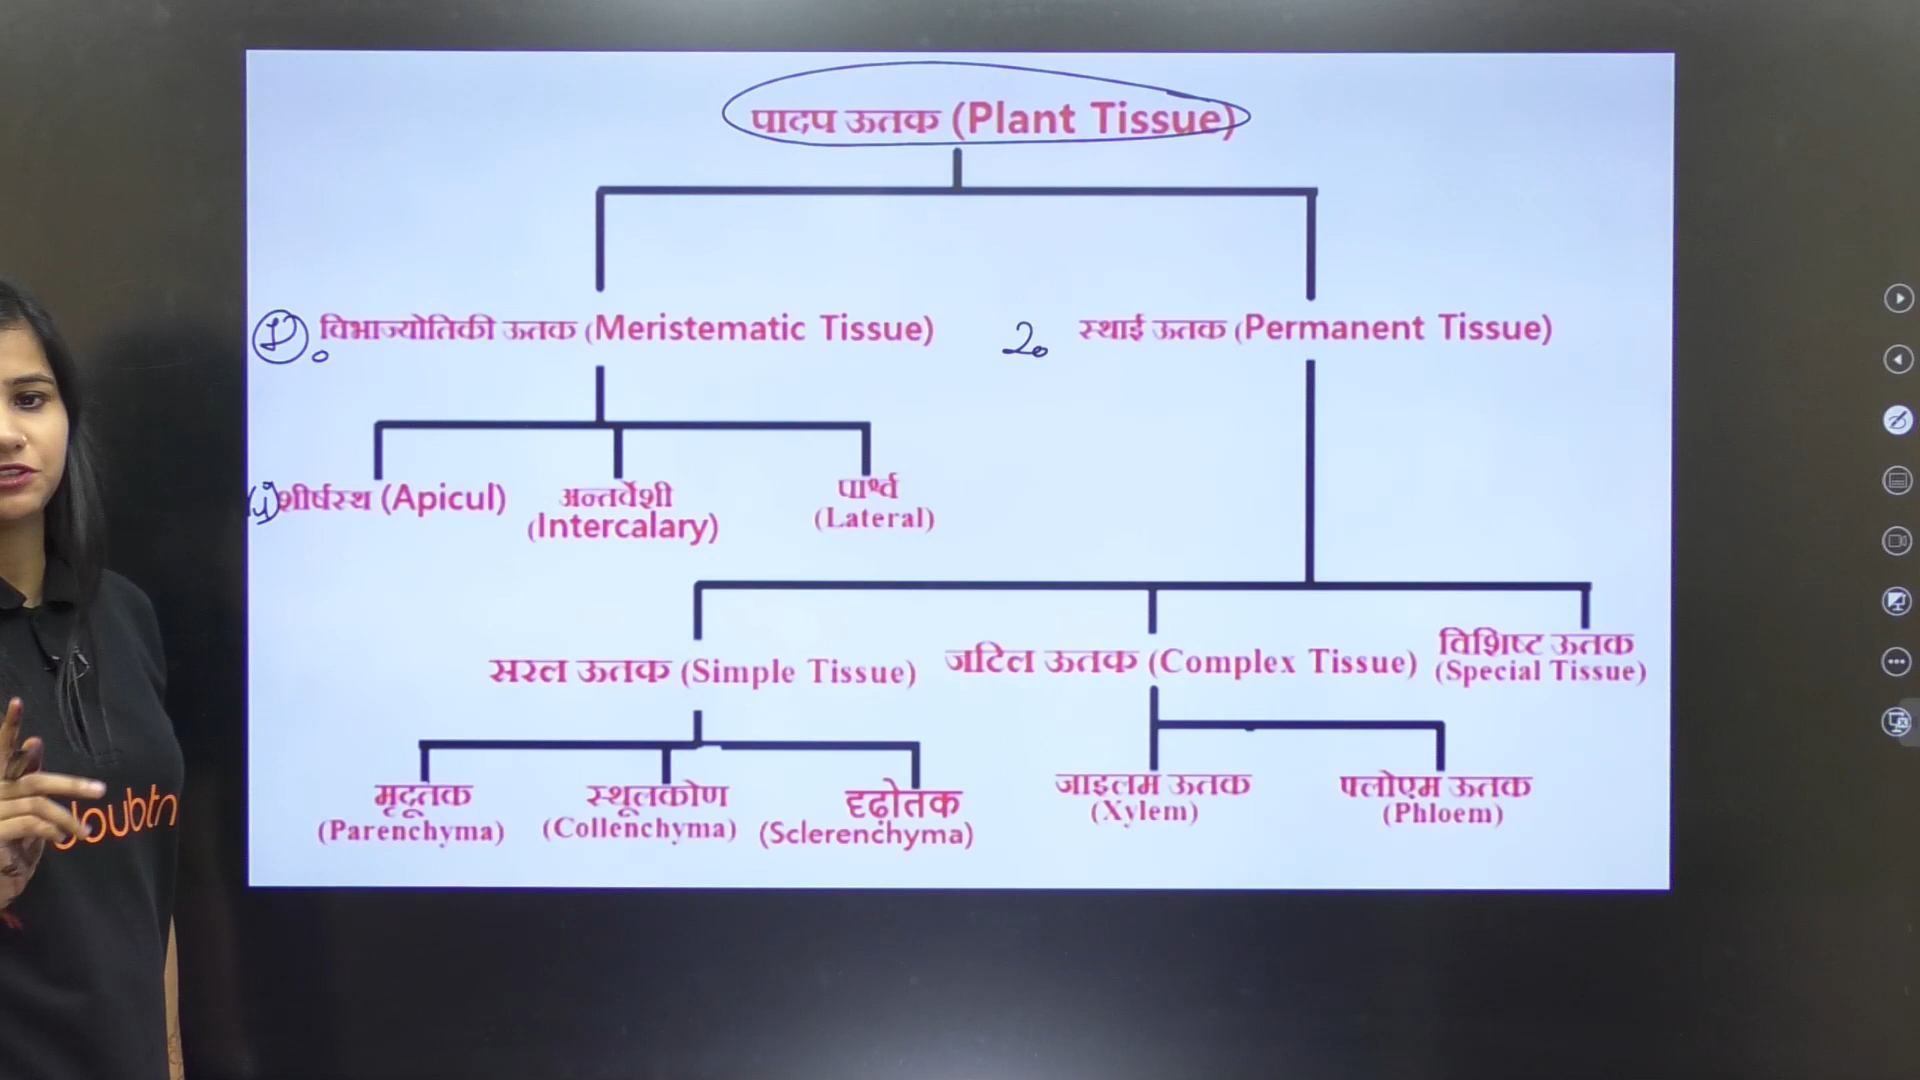 पादप ऊतक (Plant Tissue)
1. विभाज्योतिकी ऊतक (Meristematic Tissue)
2. स्थाई ऊतक (Permanent Tissue)
(i) शीर्षस्थ (Apicul)
अन्तर्वेशी
(Intercalary)
पार्श्व
(Lateral)
सरल ऊतक (Simple Tissue)
जटिल ऊतक (Complex Tissue)
विशिष्ट ऊतक
(Special Tissue)
मृदूतक
(Parenchyma)
स्थूलकोण
(Collenchyma)
दृढ़ोतक
(Sclerenchyma)
जाइलम ऊतक
(Xylem)
फ्लोएम ऊतक
(Phloem)
doubtn